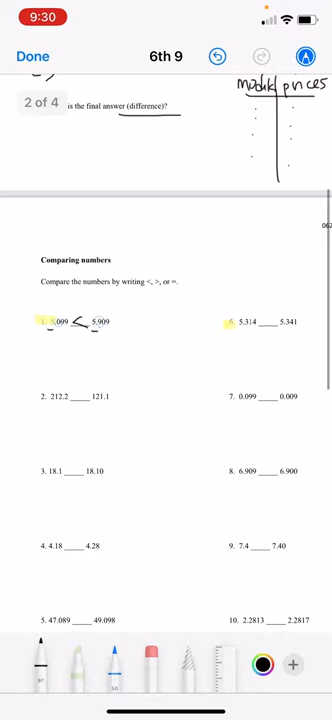 9:30
Done
6th 9
modul prices
2 of 4
is the final answer (difference)?
062
Comparing numbers
Compare the numbers by writing <, >, or =.
1. 5.099 < 5.909
6. 5.314 _____ 5.341
2. 212.2 _____ 121.1
7. 0.099 _____ 0.009
3. 18.1 _____ 18.10
8. 6.909 _____ 6.900
4. 4.18 _____ 4.28
9. 7.4 _____ 7.40
5. 47.089 _____ 49.098
10. 2.2813 _____ 2.2817